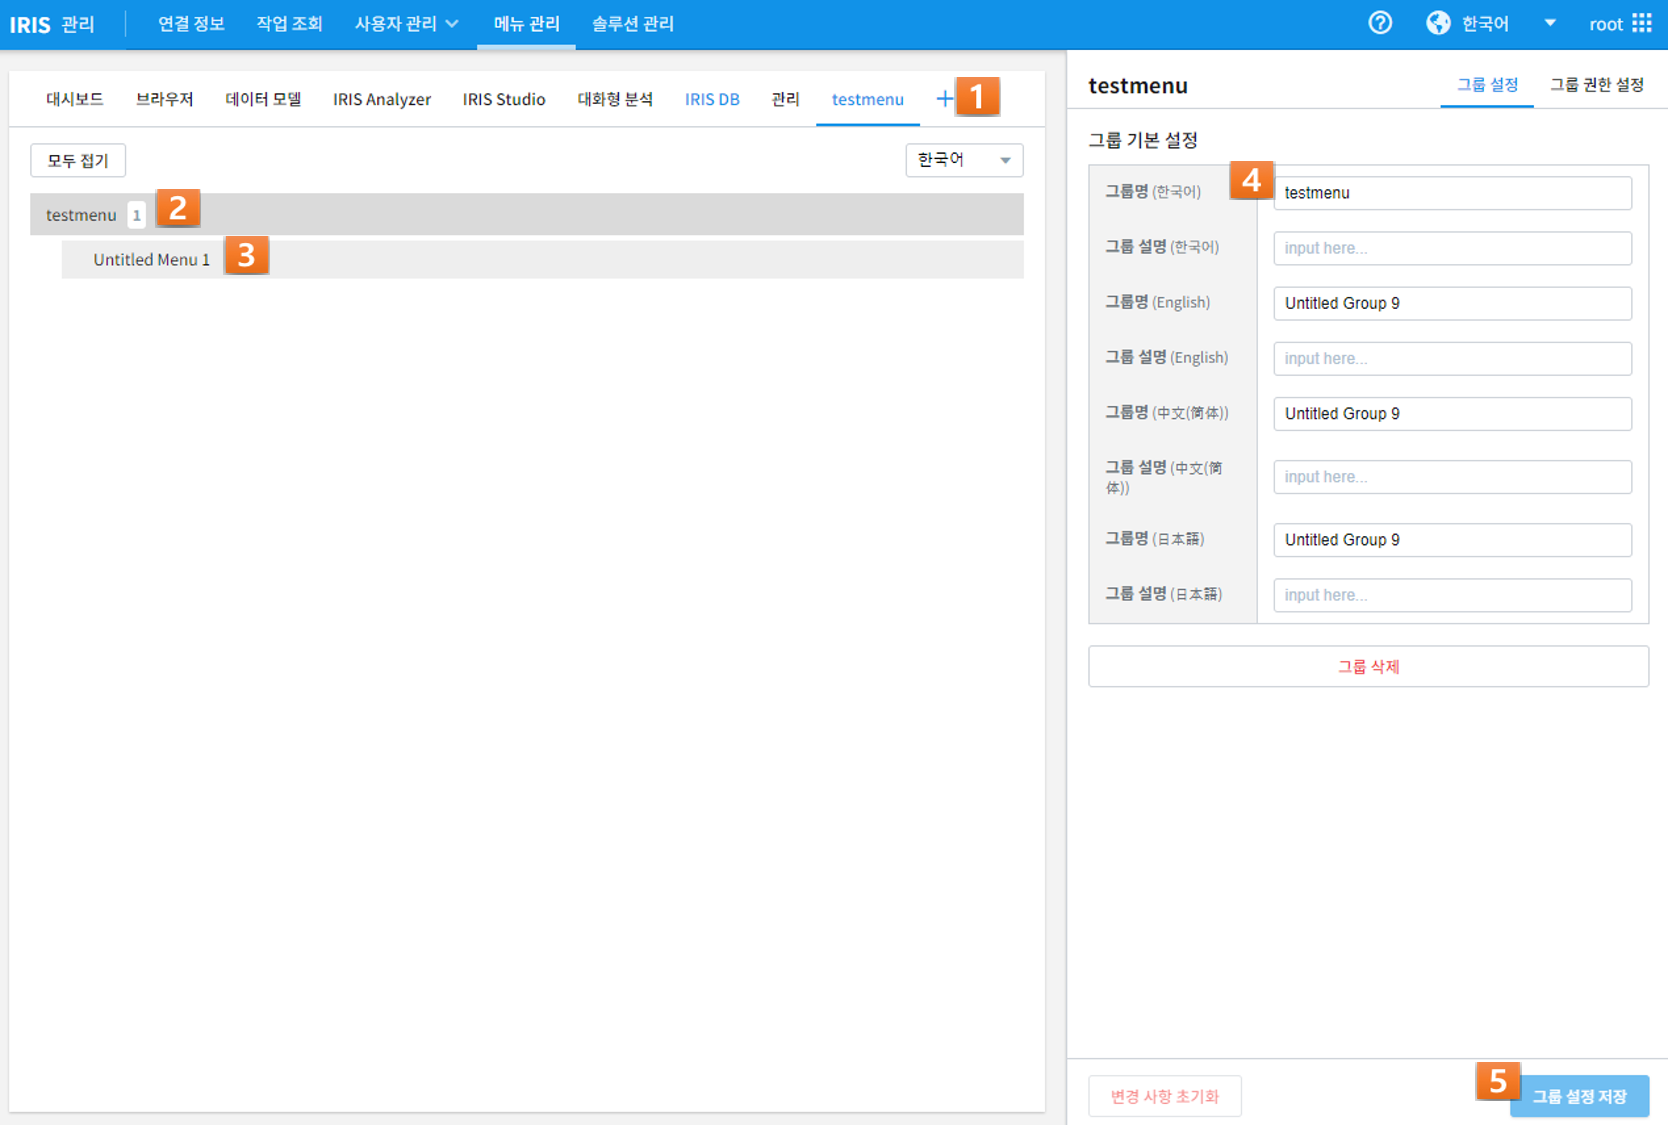 IRIS 관리
연결 정보
작업 조회
사용자 관리
메뉴 관리
솔루션 관리
한국어
root
대시보드
브라우저
데이터 모델
IRIS Analyzer
IRIS Studio
대화형 분석
IRIS DB
관리
testmenu
+
1
모두 접기
한국어
testmenu 1
2
Untitled Menu 1
3
testmenu
그룹 설정
그룹 권한 설정
그룹 기본 설정
그룹명 (한국어)
4
testmenu
그룹 설명 (한국어)
input here...
그룹명 (English)
Untitled Group 9
그룹 설명 (English)
input here...
그룹명 (中文(简体))
Untitled Group 9
그룹 설명 (中文(简
体))
input here...
그룹명 (日本語)
Untitled Group 9
그룹 설명 (日本語)
input here...
그룹 삭제
변경 사항 초기화
5
그룹 설정 저장